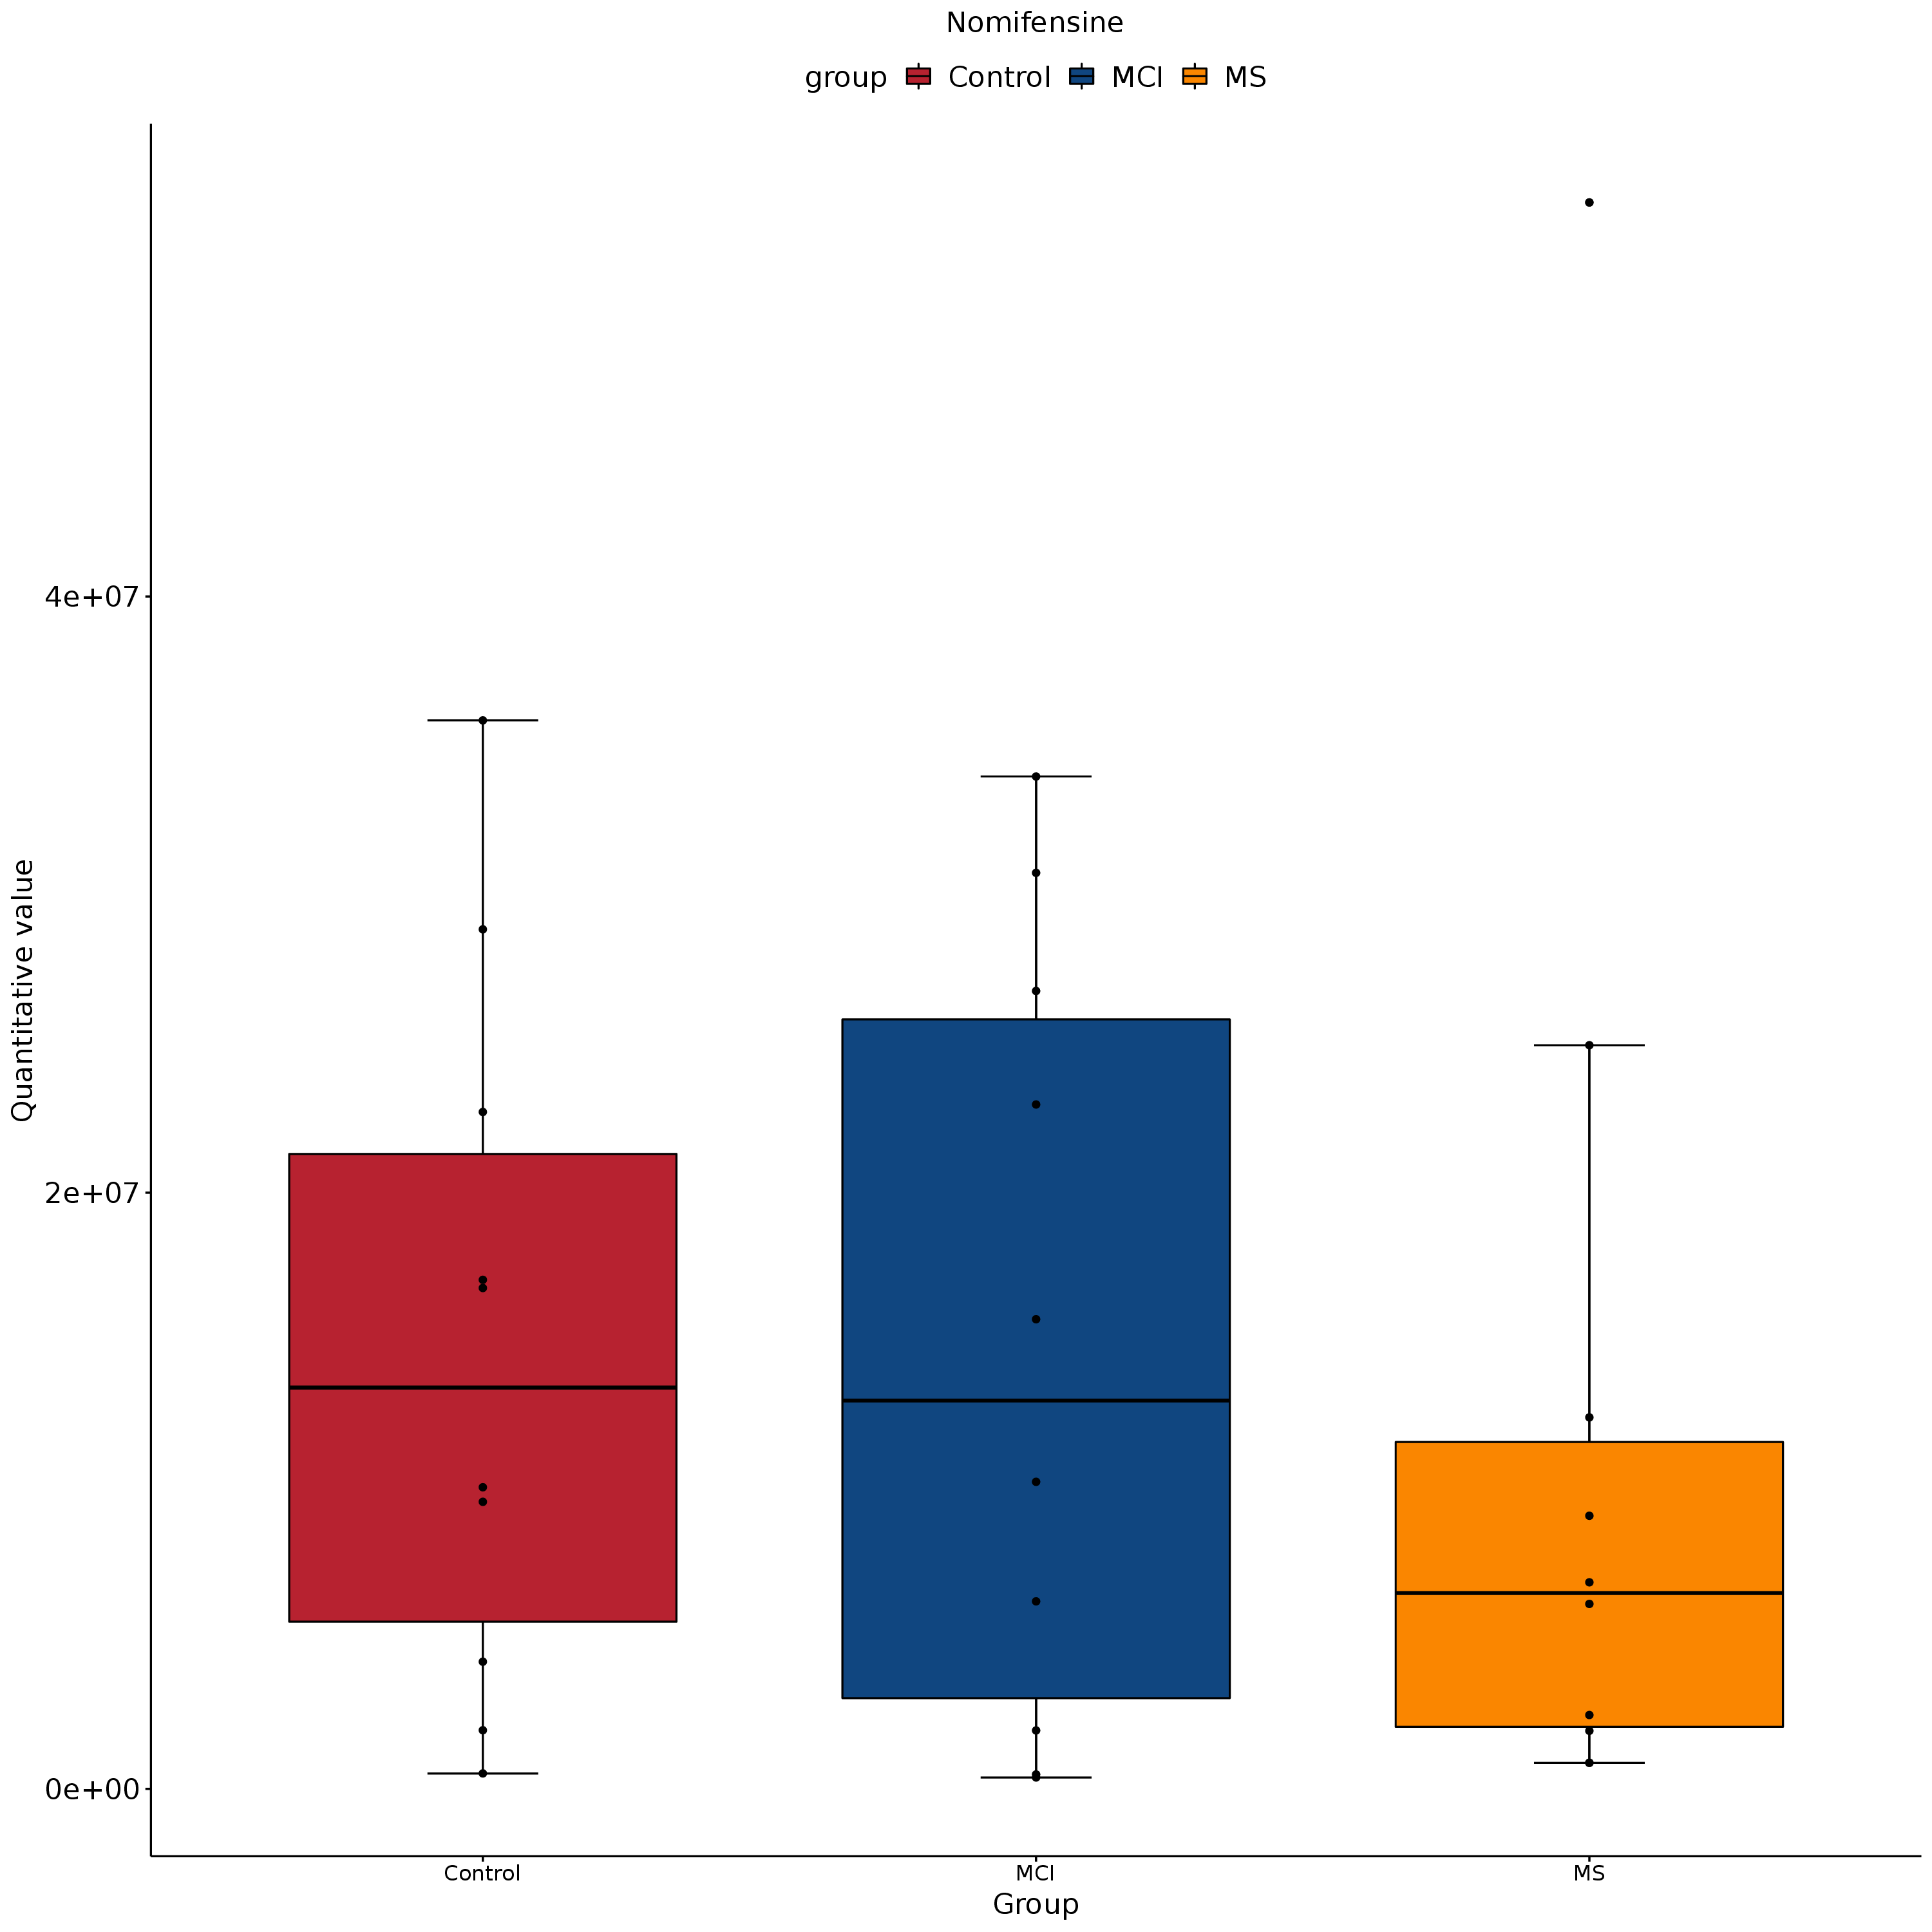 Nomifensine
group Control MCI MS
Quantitative value
4e+07
2e+07
0e+00
Control MCI MS
Group